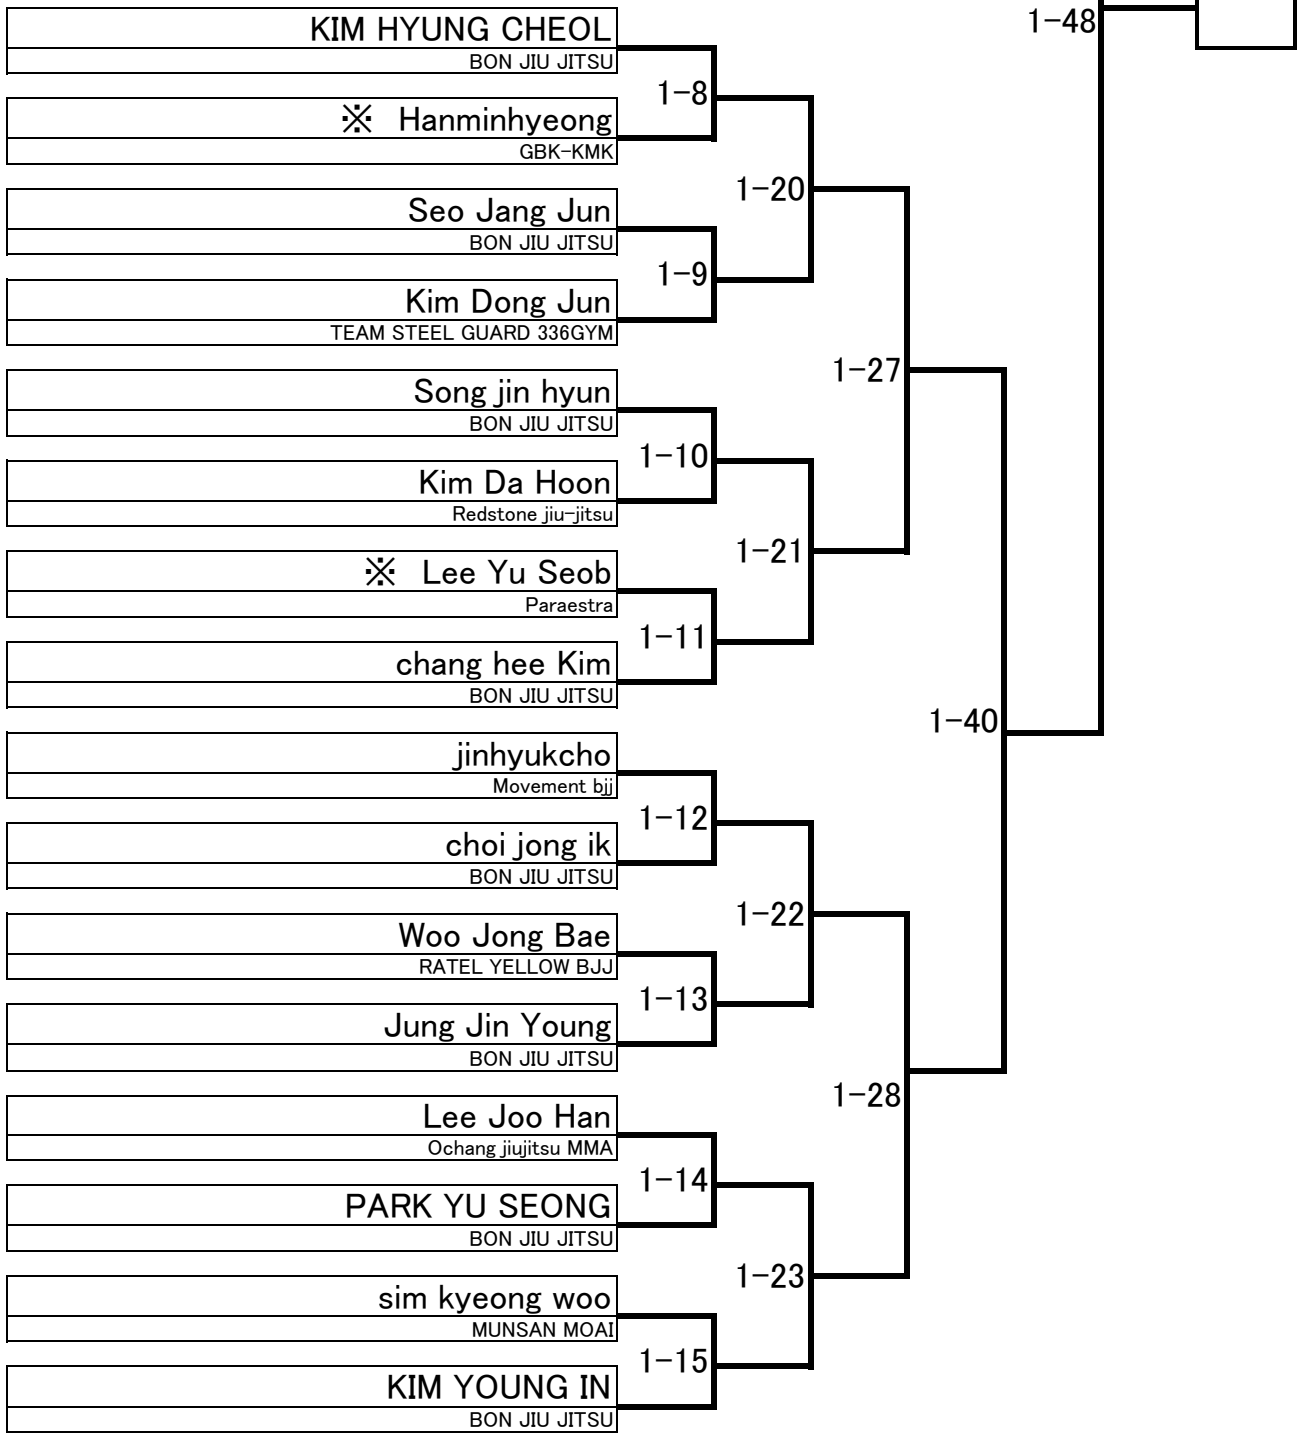 KIM HYUNG CHEOL
BON JIU JITSU
1-48
1-8
※ Hanminhyeong
GBK-KMK
1-20
Seo Jang Jun
BON JIU JITSU
1-9
Kim Dong Jun
TEAM STEEL GUARD 336GYM
1-27
Song jin hyun
BON JIU JITSU
1-10
Kim Da Hoon
Redstone jiu-jitsu
1-21
※ Lee Yu Seob
Paraestra
1-11
chang hee Kim
BON JIU JITSU
1-40
jinhyukcho
Movement bjj
1-12
choi jong ik
BON JIU JITSU
1-22
Woo Jong Bae
RATEL YELLOW BJJ
1-13
Jung Jin Young
BON JIU JITSU
1-28
Lee Joo Han
Ochang jiujitsu MMA
1-14
PARK YU SEONG
BON JIU JITSU
1-23
sim kyeong woo
MUNSAN MOAI
1-15
KIM YOUNG IN
BON JIU JITSU